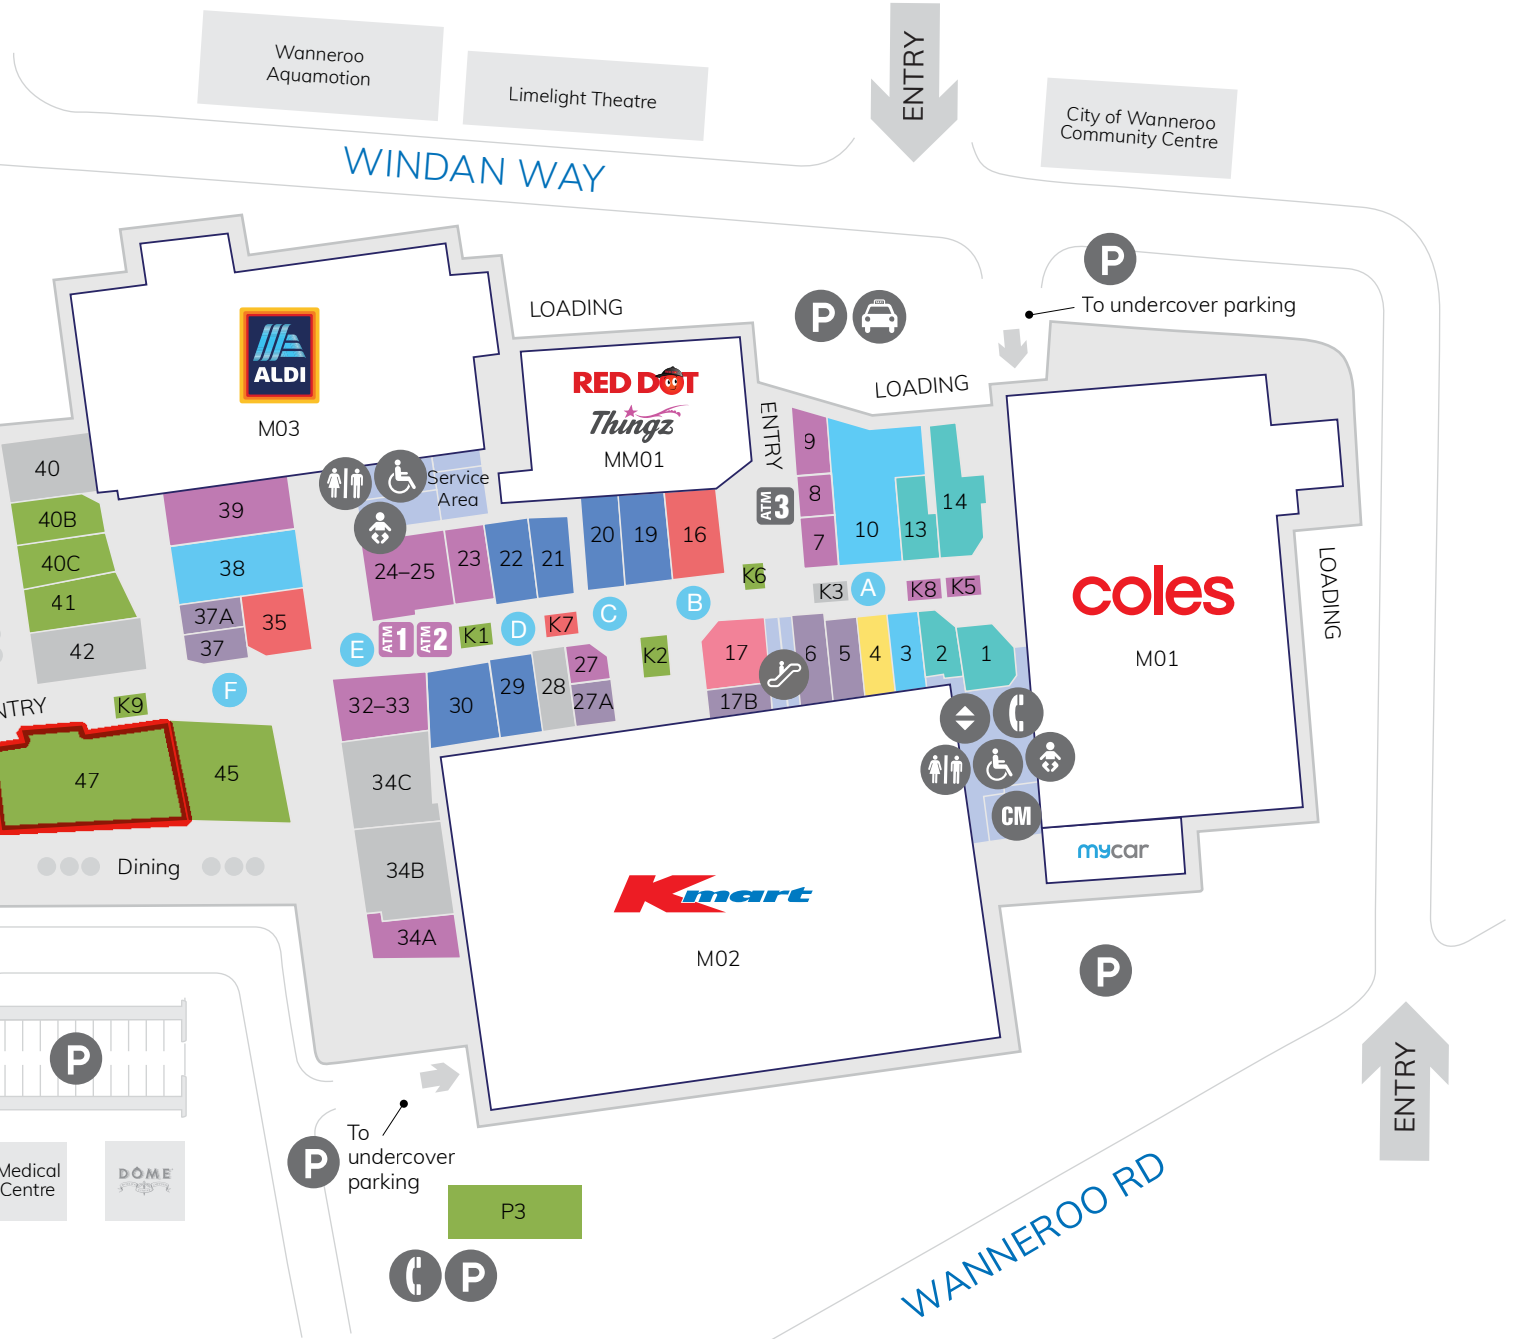 Wanneroo
Aquamotion
Limelight Theatre
ENTRY
City of Wanneroo
Community Centre
WINDAN WAY
P
To undercover parking
P
LOADING
LOADING
ALDI
M03
RED DOT
Thingz
MM01
ENTRY
9
8
7
10
13
14
ATM 3
40
40B
40C
41
42
39
38
37A
37
35
Service
Area
24–25
23
22
21
20
19
16
K6
K3
A
K8
K5
coles
M01
LOADING
E
ATM 1
ATM 2
K1
D
K7
C
B
K2
F
K9
NTRY
47
45
32–33
30
29
28
27
27A
17
17B
6
5
4
3
2
1
34C
34B
34A
Dining
Kmart
M02
CM
mycar
P
P
Medical
Centre
DÔME
To
undercover
parking
P
P3
P
ENTRY
WANNEROO RD